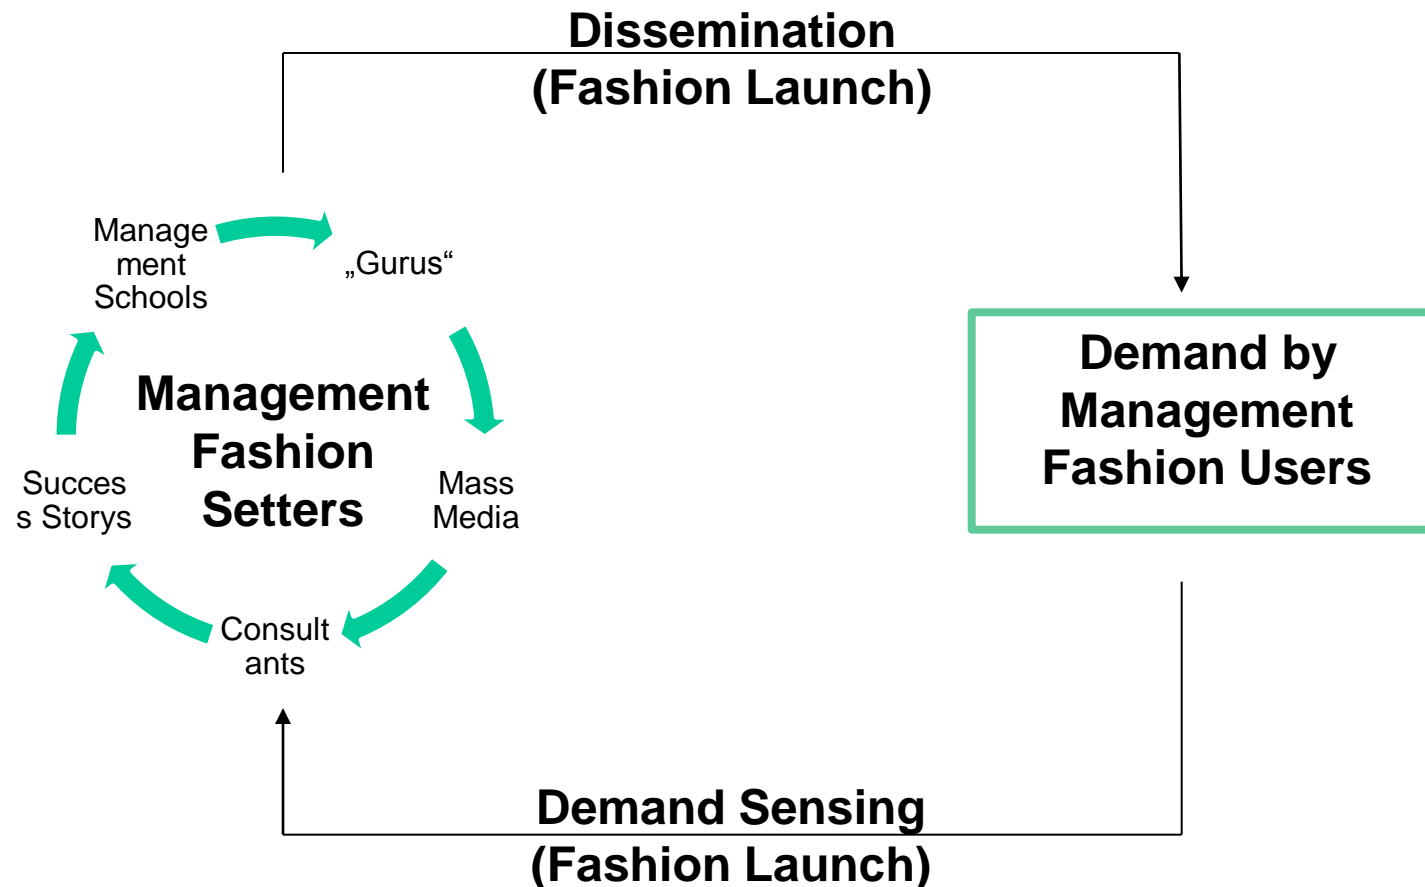 Dissemination
(Fashion Launch)
Manage
ment
Schools
„Gurus“
Management
Fashion
Setters
Succes
s Storys
Mass
Media
Consult
ants
Demand by
Management
Fashion Users
Demand Sensing
(Fashion Launch)